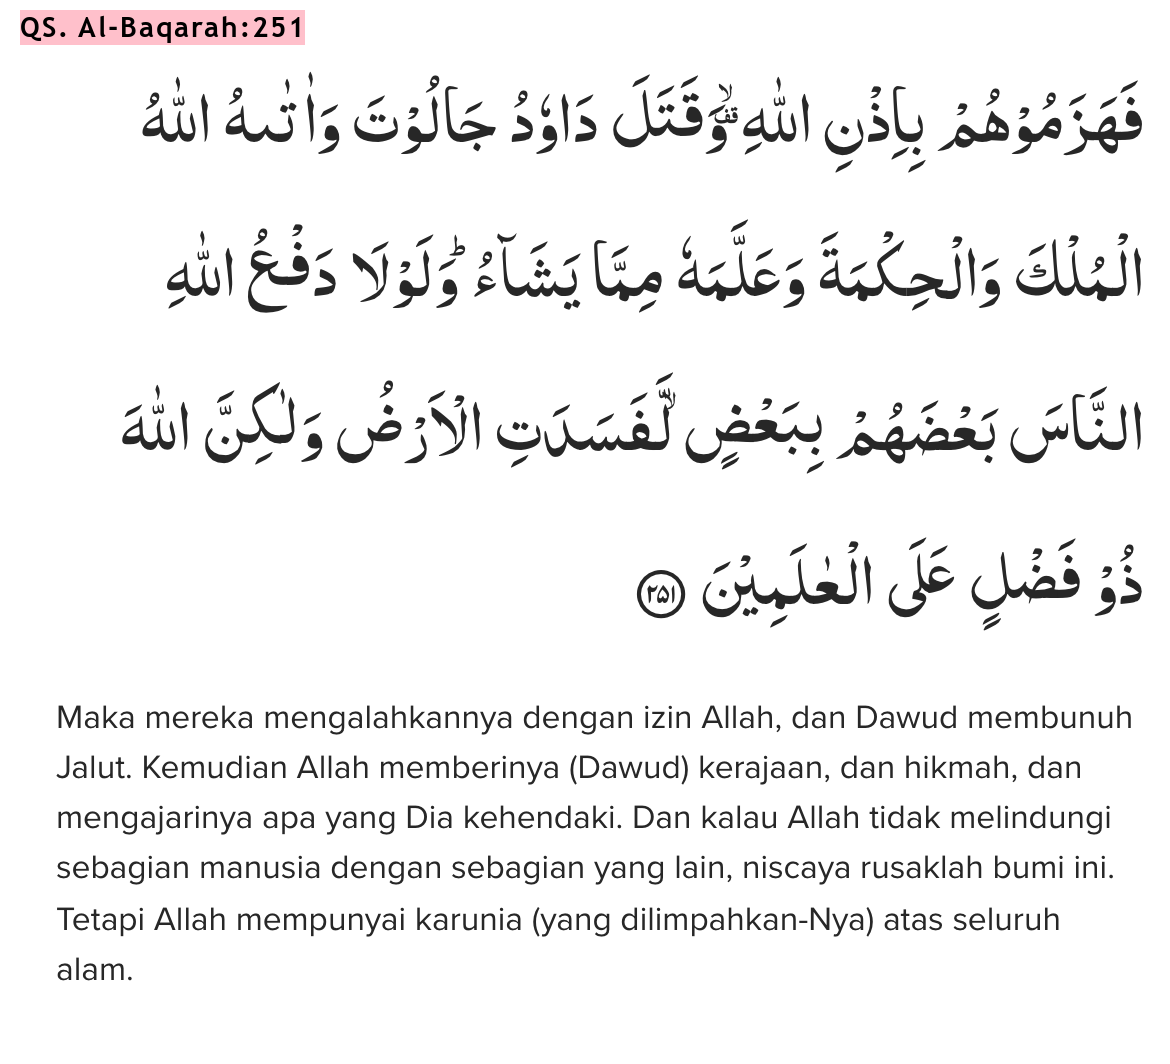 QS. Al-Baqarah:251
فَهَزَمُوْهُمْ بِاِذْنِ اللّٰهِ ۗوَقَتَلَ دَاوٗدُ جَالُوْتَ وَاٰتٰىهُ اللّٰهُ
الْمُلْكَ وَالْحِكْمَةَ وَعَلَّمَهٗ مِمَّا يَشَاۤءُ ۗ وَلَوْلَا دَفْعُ اللّٰهِ
النَّاسَ بَعْضَهُمْ بِبَعْضٍ لَّفَسَدَتِ الْاَرْضُ وَلٰكِنَّ اللّٰهَ
ذُوْ فَضْلٍ عَلَى الْعٰلَمِيْنَ ٢٥١
Maka mereka mengalahkannya dengan izin Allah, dan Dawud membunuh
Jalut. Kemudian Allah memberinya (Dawud) kerajaan, dan hikmah, dan
mengajarinya apa yang Dia kehendaki. Dan kalau Allah tidak melindungi
sebagian manusia dengan sebagian yang lain, niscaya rusaklah bumi ini.
Tetapi Allah mempunyai karunia (yang dilimpahkan-Nya) atas seluruh
alam.